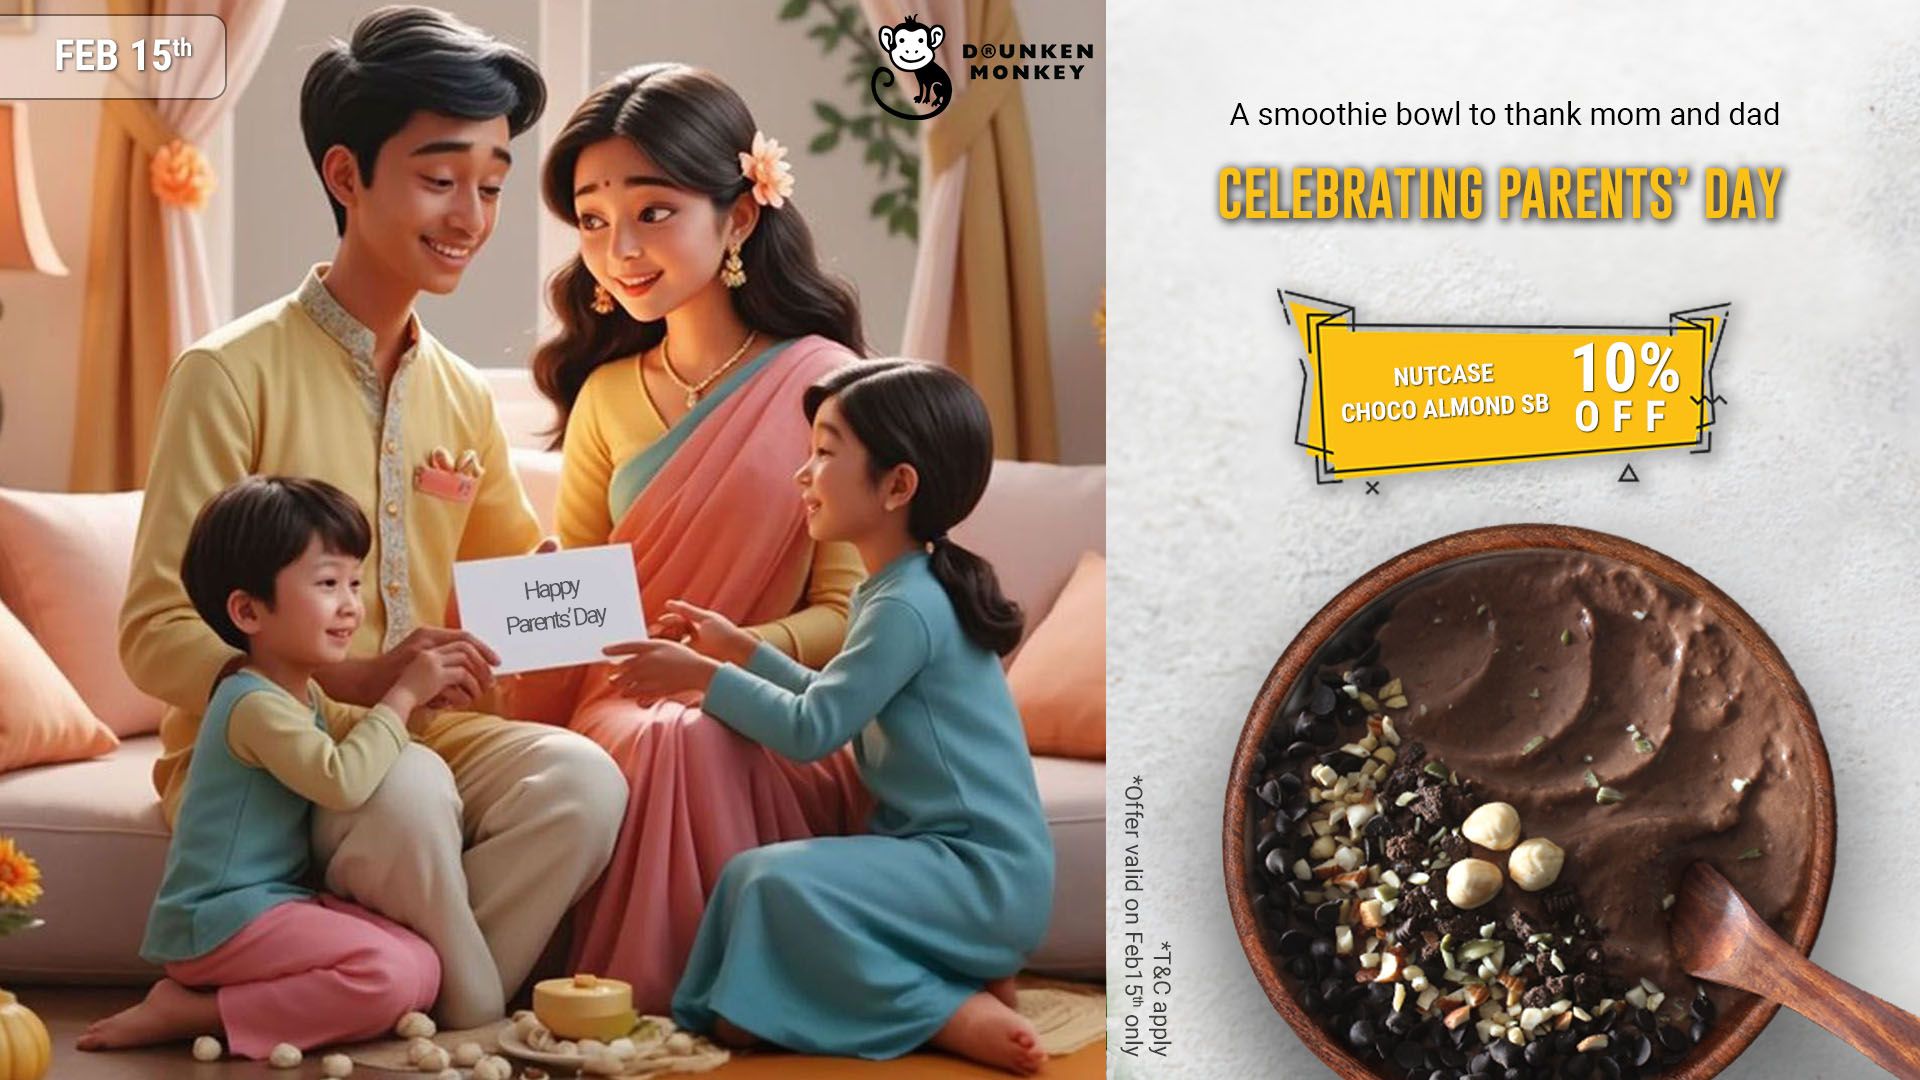 FEB 15th
D®UNKEN
MONKEY
Happy
Parents' Day
A smoothie bowl to thank mom and dad
CELEBRATING PARENTS' DAY
NUTCASE
CHOCO ALMOND SB
10%
OFF
*Offer valid on Feb15th only
*T&C apply